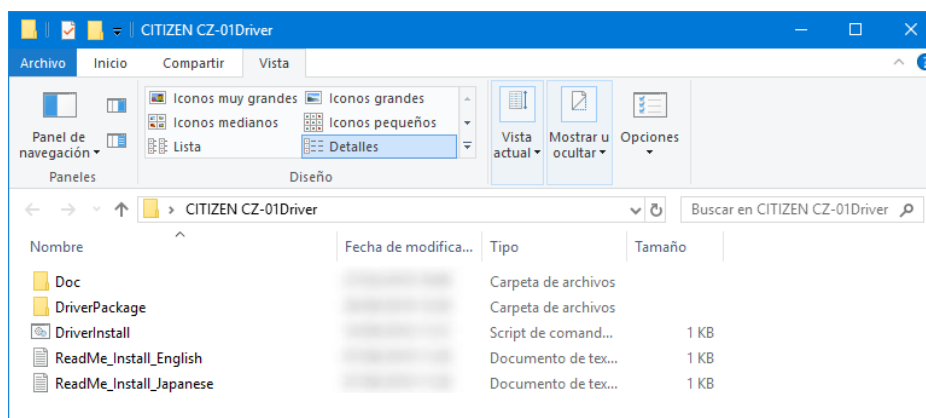 CITIZEN CZ-01Driver
Archivo Inicio Compartir Vista
Iconos muy grandes Iconos grandes
Iconos medianos Iconos pequeños
Lista Detalles
Panel de navegación
Vista actual
Mostrar u ocultar
Opciones
Paneles Diseño
CITIZEN CZ-01Driver Buscar en CITIZEN CZ-01Driver
Nombre Fecha de modifica... Tipo Tamaño
Doc Carpeta de archivos
DriverPackage Carpeta de archivos
DriverInstall Script de comand... 1 KB
ReadMe_Install_English Documento de tex... 1 KB
ReadMe_Install_Japanese Documento de tex... 1 KB